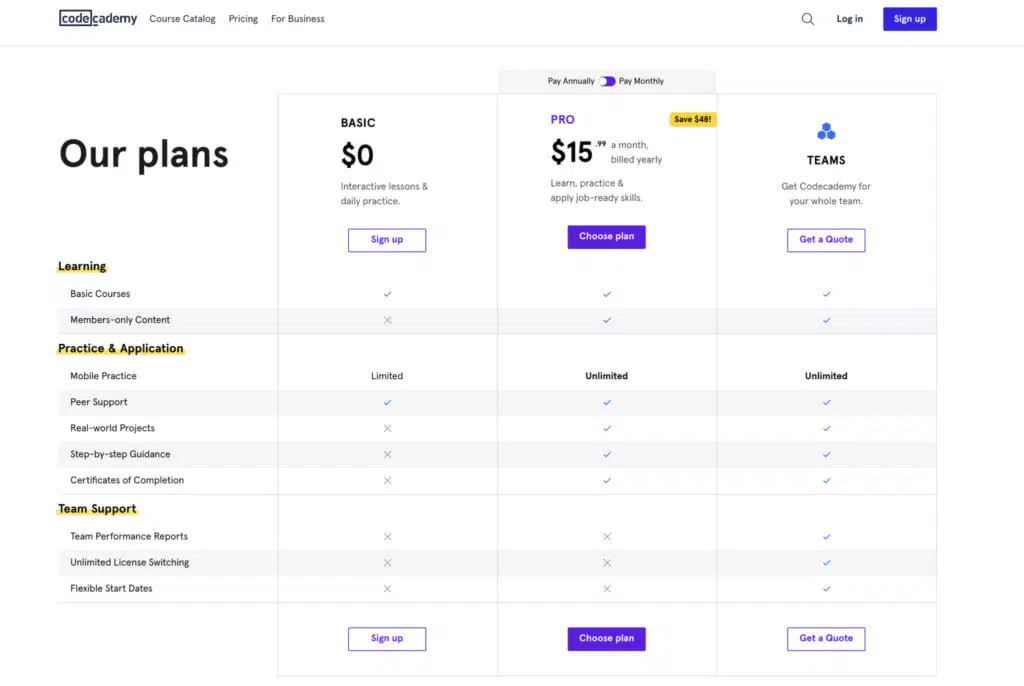 codecademy Course Catalog Pricing For Business Log in Sign up
Pay Annually Pay Monthly
Our plans
BASIC
$0
Interactive lessons &
daily practice.
Sign up
PRO
Save $48!
$15.99 a month,
billed yearly
Learn, practice &
apply job-ready skills.
Choose plan
TEAMS
Get Codecademy for
your whole team.
Get a Quote
Learning
Basic Courses
Members-only Content
Practice & Application
Mobile Practice Limited Unlimited Unlimited
Peer Support
Real-world Projects
Step-by-step Guidance
Certificates of Completion
Team Support
Team Performance Reports
Unlimited License Switching
Flexible Start Dates
Sign up Choose plan Get a Quote